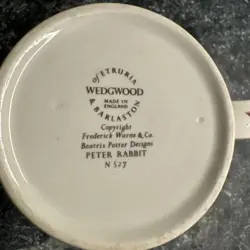 of ETRURIA
WEDGWOOD
MADE IN
ENGLAND
& BARLASTON
Copyright
Frederick Warne & Co.
Beatrix Potter Designs
PETER RABBIT
N 527